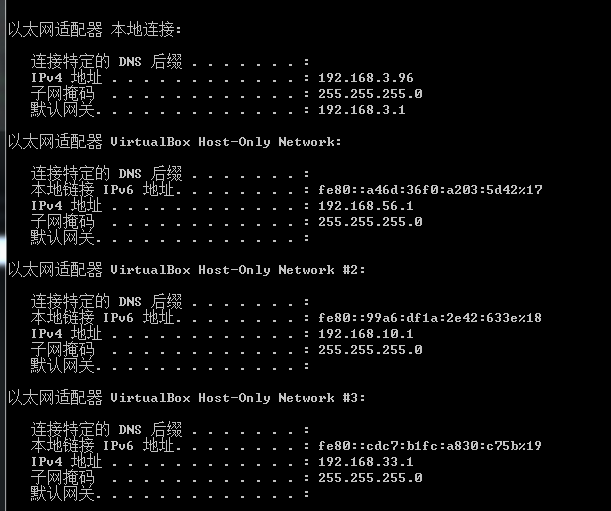 以太网适配器 本地连接:
连接特定的 DNS 后缀 . . . . . . . :
IPv4 地址 . . . . . . . . . . . . : 192.168.3.96
子网掩码 . . . . . . . . . . . . : 255.255.255.0
默认网关. . . . . . . . . . . . . : 192.168.3.1
以太网适配器 VirtualBox Host-Only Network:
连接特定的 DNS 后缀 . . . . . . . :
本地链接 IPv6 地址. . . . . . . . : fe80::a46d:36f0:a203:5d42%17
IPv4 地址 . . . . . . . . . . . . : 192.168.56.1
子网掩码 . . . . . . . . . . . . : 255.255.255.0
默认网关. . . . . . . . . . . . . :
以太网适配器 VirtualBox Host-Only Network #2:
连接特定的 DNS 后缀 . . . . . . . :
本地链接 IPv6 地址. . . . . . . . : fe80::99a6:df1a:2e42:633e%18
IPv4 地址 . . . . . . . . . . . . : 192.168.10.1
子网掩码 . . . . . . . . . . . . : 255.255.255.0
默认网关. . . . . . . . . . . . . :
以太网适配器 VirtualBox Host-Only Network #3:
连接特定的 DNS 后缀 . . . . . . . :
本地链接 IPv6 地址. . . . . . . . : fe80::cdc7:b1fc:a830:c75b%19
IPv4 地址 . . . . . . . . . . . . : 192.168.33.1
子网掩码 . . . . . . . . . . . . : 255.255.255.0
默认网关. . . . . . . . . . . . . :